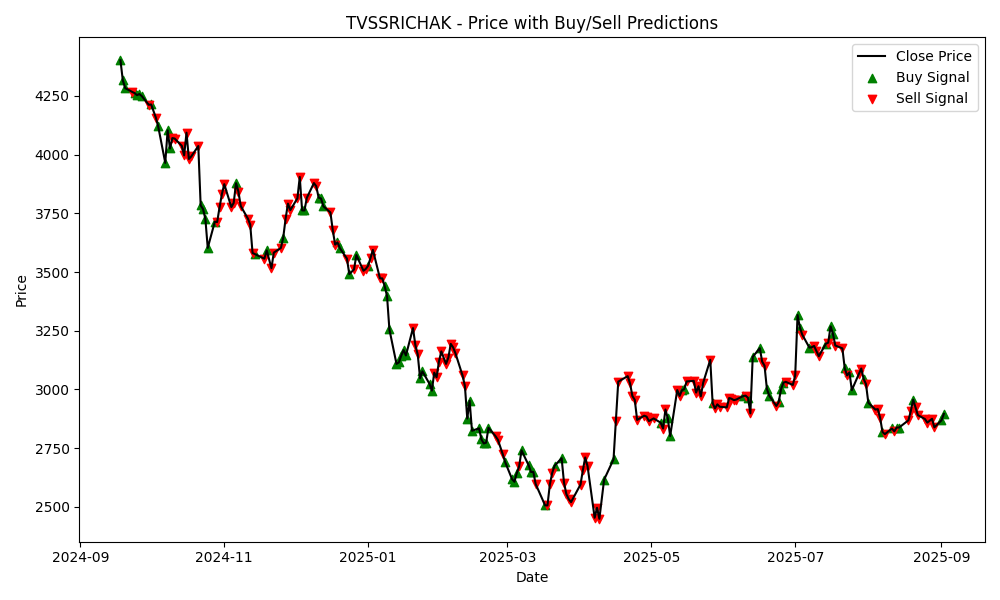 TVSSRICHAK - Price with Buy/Sell Predictions
Close Price
Buy Signal
Sell Signal
Price
4250
4000
3750
3500
3250
3000
2750
2500
2024-09
2024-11
2025-01
2025-03
2025-05
2025-07
2025-09
Date